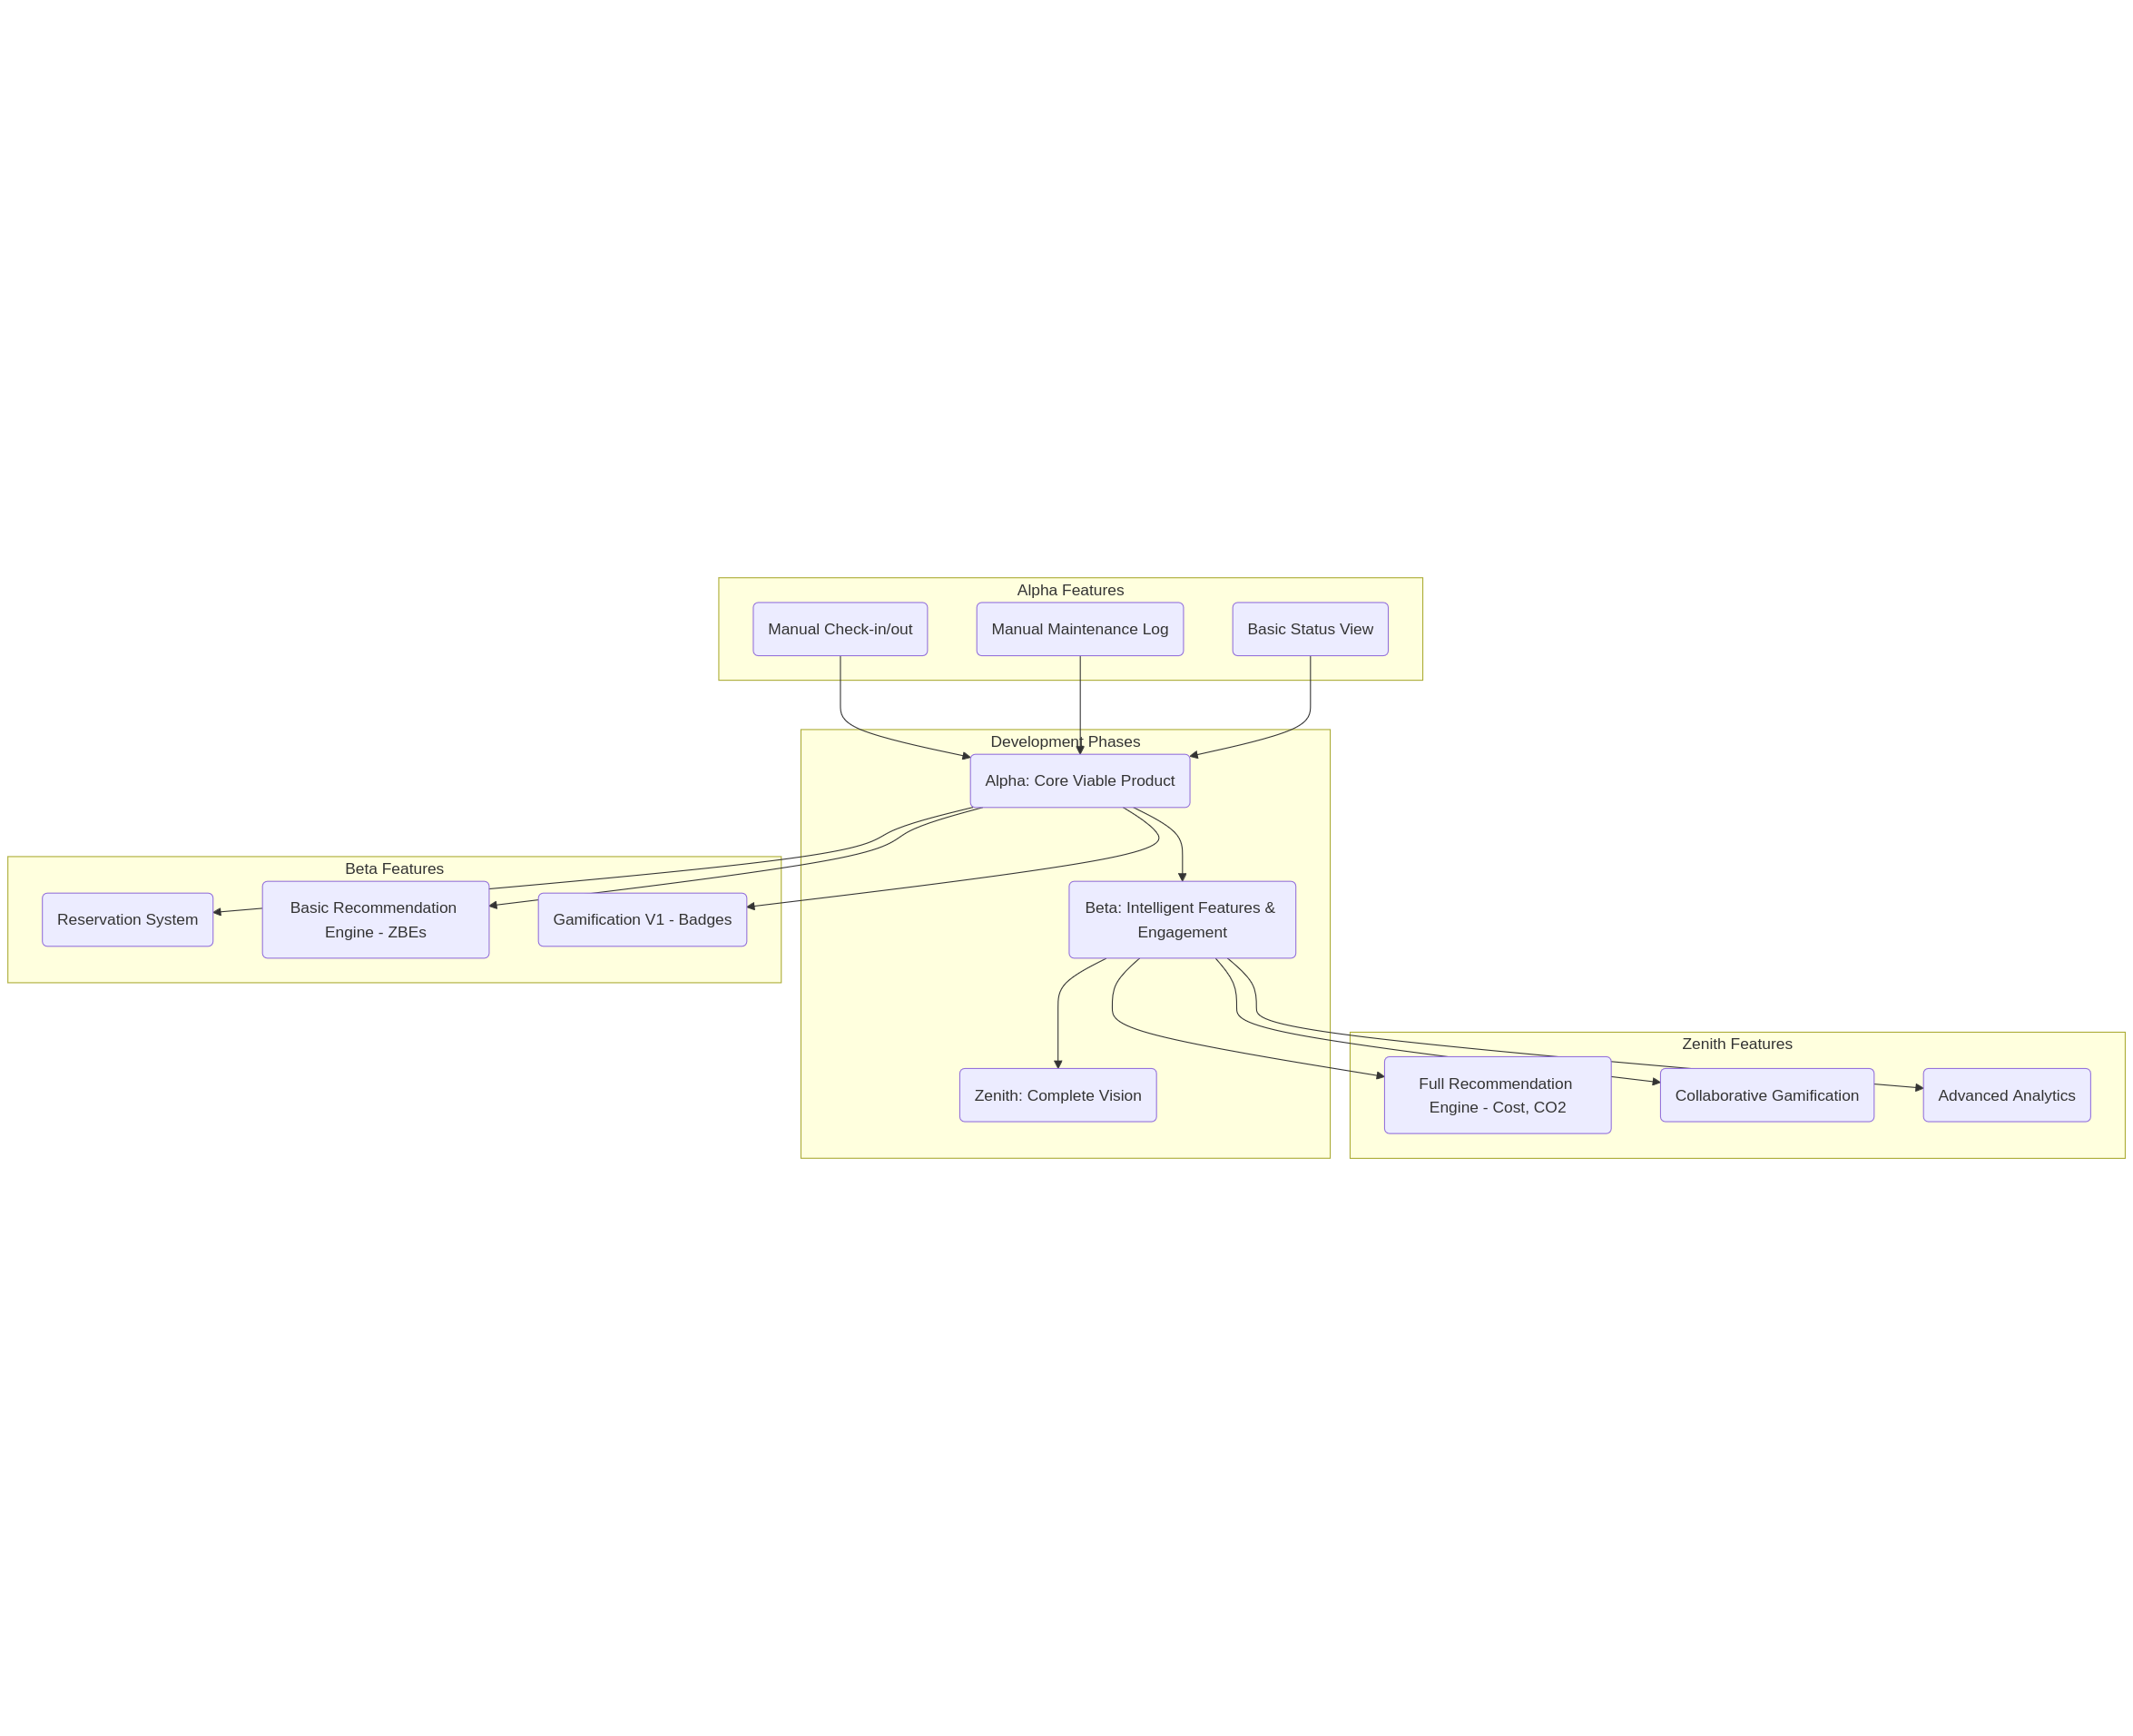 Alpha Features
Manual Check-in/out
Manual Maintenance Log
Basic Status View
Development Phases
Alpha: Core Viable Product
Beta Features
Reservation System
Basic Recommendation
Engine - ZBEs
Gamification V1 - Badges
Beta: Intelligent Features &
Engagement
Zenith: Complete Vision
Zenith Features
Full Recommendation
Engine - Cost, CO2
Collaborative Gamification
Advanced Analytics